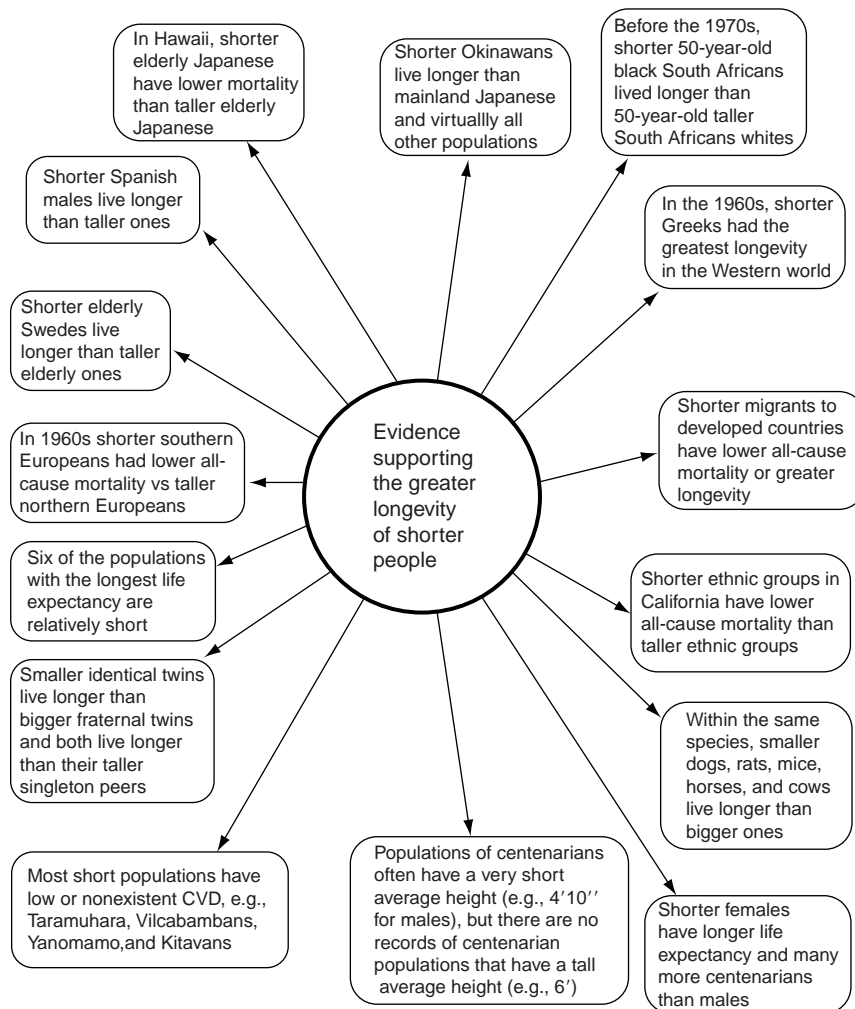 In Hawaii, shorter
elderly Japanese
have lower mortality
than taller elderly
Japanese
Shorter Okinawans
live longer than
mainland Japanese
and virtuallly all
other populations
Before the 1970s,
shorter 50-year-old
black South Africans
lived longer than
50-year-old taller
South Africans whites
Shorter Spanish
males live longer
than taller ones
In the 1960s, shorter
Greeks had the
greatest longevity
in the Western world
Shorter elderly
Swedes live
longer than taller
elderly ones
Evidence
supporting
the greater
longevity
of shorter
people
Shorter migrants to
developed countries
have lower all-cause
mortality or greater
longevity
In 1960s shorter southern
Europeans had lower all-
cause mortality vs taller
northern Europeans
Six of the populations
with the longest life
expectancy are
relatively short
Shorter ethnic groups in
California have lower
all-cause mortality than
taller ethnic groups
Smaller identical twins
live longer than
bigger fraternal twins
and both live longer
than their taller
singleton peers
Within the same
species, smaller
dogs, rats, mice,
horses, and cows
live longer than
bigger ones
Most short populations have
low or nonexistent CVD, e.g.,
Taramuhara, Vilcabambans,
Yanomamo,and Kitavans
Populations of centenarians
often have a very short
average height (e.g., 4′10′′
for males), but there are no
records of centenarian
populations that have a tall
average height (e.g., 6′)
Shorter females
have longer life
expectancy and many
more centenarians
than males